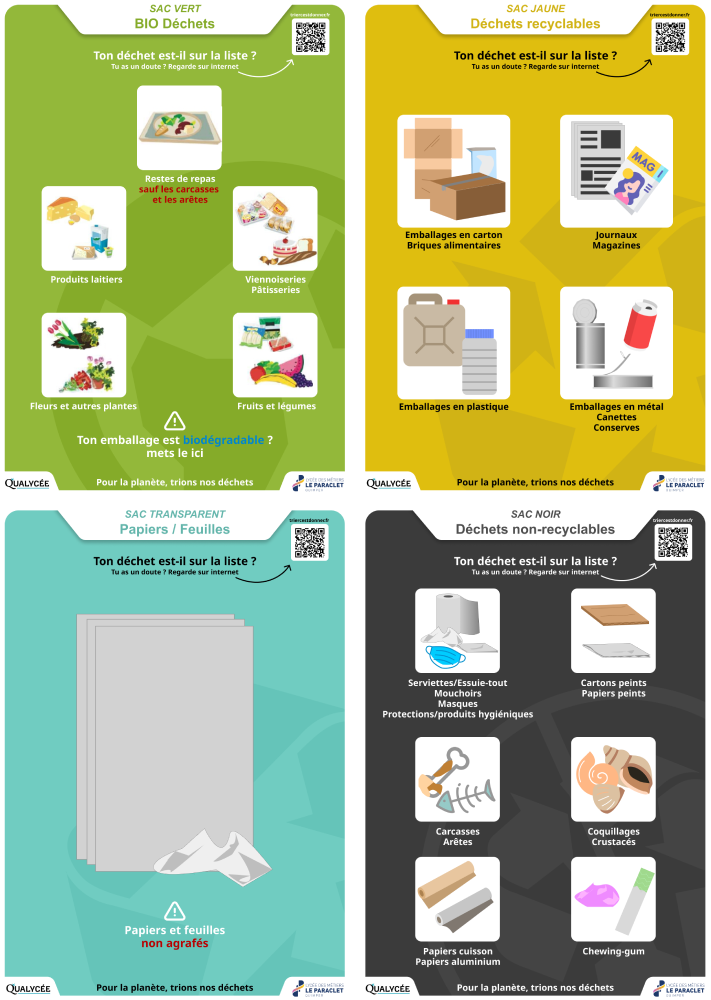 SAC VERT
BIO Déchets
triercestdonner.fr
Ton déchet est-il sur la liste ?
Tu as un doute ? Regarde sur internet
Restes de repas
sauf les carcasses
et les arêtes
Produits laitiers
Viennoiseries
Pâtisseries
Fleurs et autres plantes
Fruits et légumes
Ton emballage est biodégradable ?
mets le ici
QUALYCÉE
Pour la planète, trions nos déchets
LYCÉE DES MÉTIERS
LE PARACLET
QUIMPER
SAC JAUNE
Déchets recyclables
triercestdonner.fr
Ton déchet est-il sur la liste ?
Tu as un doute ? Regarde sur internet
MAG
Emballages en carton
Briques alimentaires
Journaux
Magazines
Emballages en plastique
Emballages en métal
Canettes
Conserves
QUALYCÉE
Pour la planète, trions nos déchets
LYCÉE DES MÉTIERS
LE PARACLET
QUIMPER
SAC TRANSPARENT
Papiers / Feuilles
triercestdonner.fr
Ton déchet est-il sur la liste ?
Tu as un doute ? Regarde sur internet
Papiers et feuilles
non agrafés
QUALYCÉE
Pour la planète, trions nos déchets
LYCÉE DES MÉTIERS
LE PARACLET
QUIMPER
SAC NOIR
Déchets non-recyclables
triercestdonner.fr
Ton déchet est-il sur la liste ?
Tu as un doute ? Regarde sur internet
Serviettes/Essuie-tout
Mouchoirs
Masques
Protections/produits hygiéniques
Cartons peints
Papiers peints
Carcasses
Arêtes
Coquillages
Crustacés
Papiers cuisson
Papiers aluminium
Chewing-gum
QUALYCÉE
Pour la planète, trions nos déchets
LYCÉE DES MÉTIERS
LE PARACLET
QUIMPER